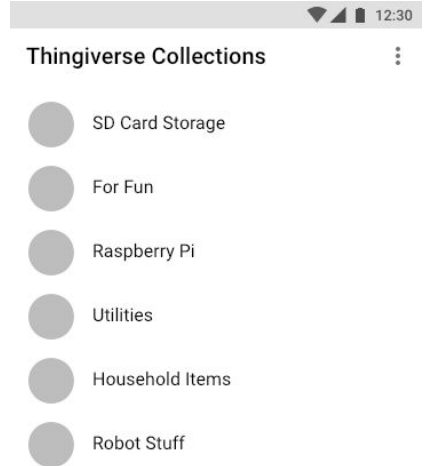 12:30
Thingiverse Collections
SD Card Storage
For Fun
Raspberry Pi
Utilities
Household Items
Robot Stuff